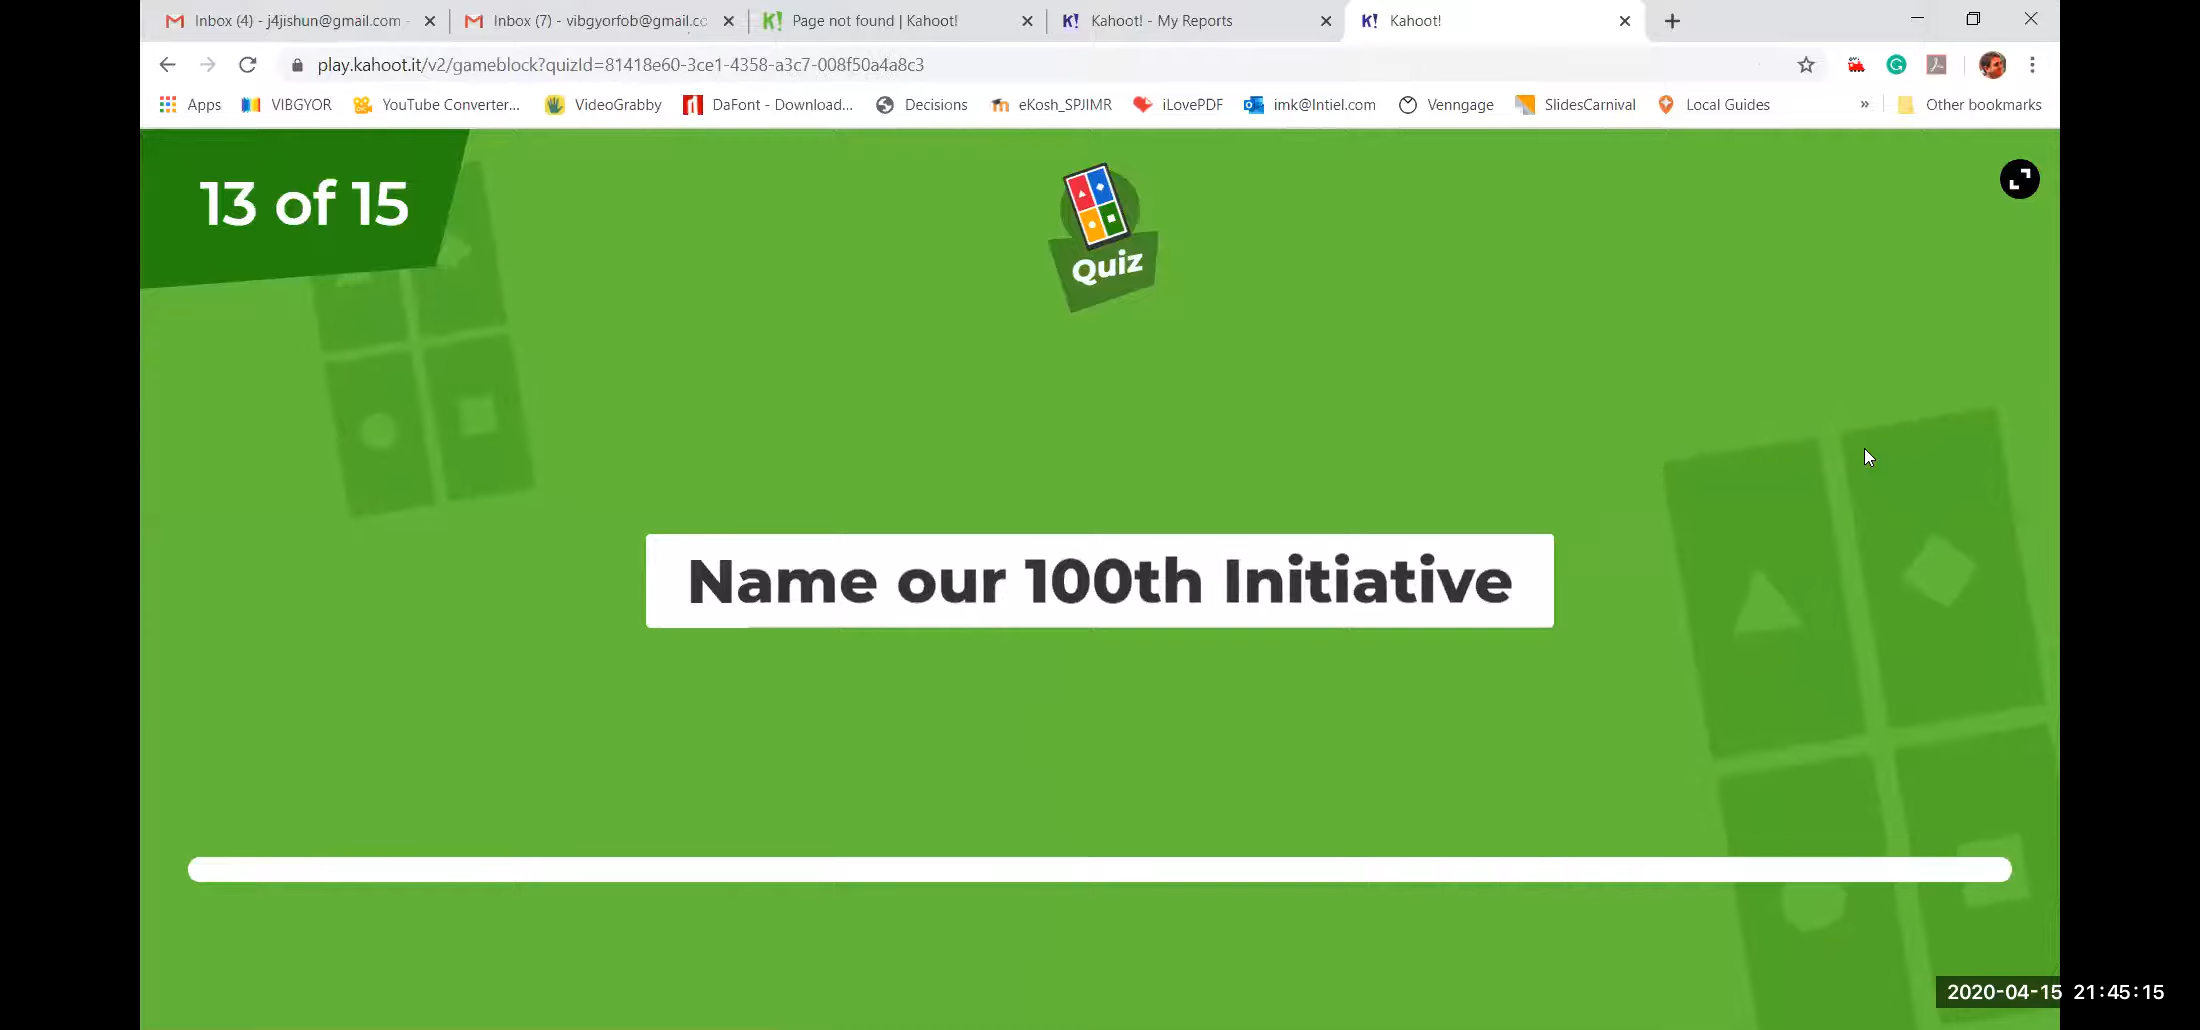 Inbox (4) - j4jishun@gmail.com -
Inbox (7) - vibgyorfob@gmail.co
Page not found | Kahoot!
Kahoot! - My Reports
Kahoot!
play.kahoot.it/v2/gameblock?quizId=81418e60-3ce1-4358-a3c7-008f50a4a8c3
Apps VIBGYOR YouTube Converter... VideoGrabby DaFont - Download... Decisions eKosh_SPJIMR iLovePDF imk@Intiel.com Venngage SlidesCarnival Local Guides » Other bookmarks
13 of 15
Quiz
Name our 100th Initiative
2020-04-15 21:45:15